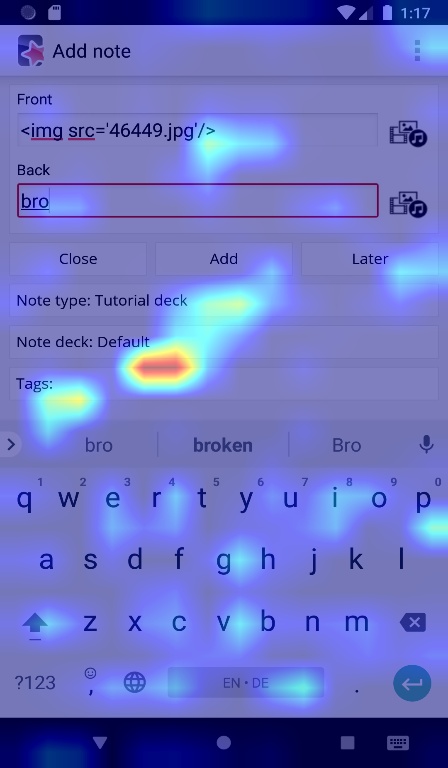 1:17
Add note
Front
<img src='46449.jpg'/>
Back
bro
Close Add Later
Note type: Tutorial deck
Note deck: Default
Tags:
bro broken Bro
1 2 3 4 5 6 7 8 9 0
q w e r t y u i o p
a s d f g h j k l
z x c v b n m
?123 , EN • DE .